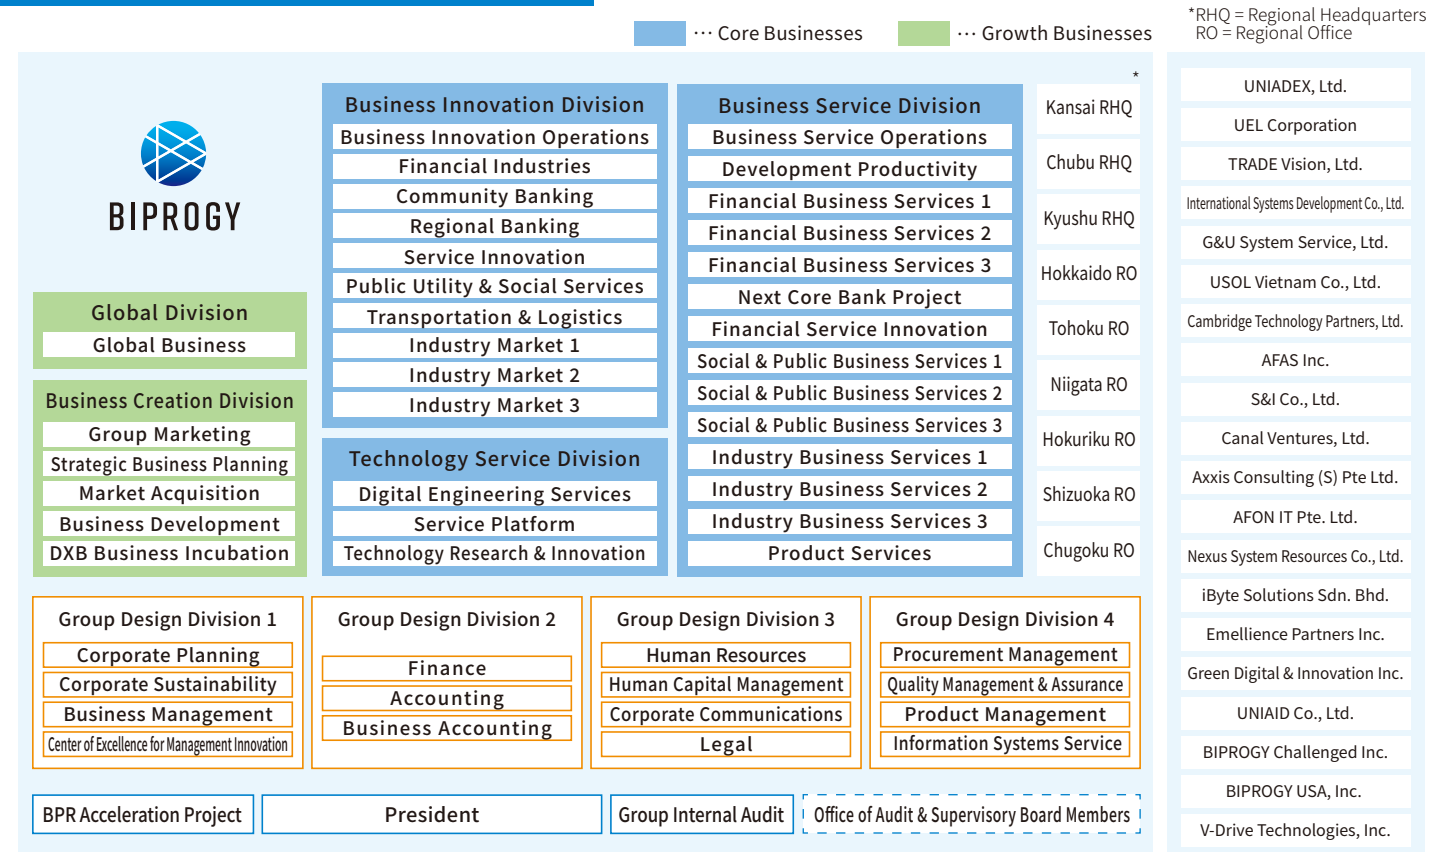 … Core Businesses
… Growth Businesses
*RHQ = Regional Headquarters
RO = Regional Office
BIPROGY
Global Division
Global Business
Business Creation Division
Group Marketing
Strategic Business Planning
Market Acquisition
Business Development
DXB Business Incubation
Business Innovation Division
Business Innovation Operations
Financial Industries
Community Banking
Regional Banking
Service Innovation
Public Utility & Social Services
Transportation & Logistics
Industry Market 1
Industry Market 2
Industry Market 3
Technology Service Division
Digital Engineering Services
Service Platform
Technology Research & Innovation
Business Service Division
Business Service Operations
Development Productivity
Financial Business Services 1
Financial Business Services 2
Financial Business Services 3
Next Core Bank Project
Financial Service Innovation
Social & Public Business Services 1
Social & Public Business Services 2
Social & Public Business Services 3
Industry Business Services 1
Industry Business Services 2
Industry Business Services 3
Product Services
*
Kansai RHQ
Chubu RHQ
Kyushu RHQ
Hokkaido RO
Tohoku RO
Niigata RO
Hokuriku RO
Shizuoka RO
Chugoku RO
Group Design Division 1
Corporate Planning
Corporate Sustainability
Business Management
Center of Excellence for Management Innovation
Group Design Division 2
Finance
Accounting
Business Accounting
Group Design Division 3
Human Resources
Human Capital Management
Corporate Communications
Legal
Group Design Division 4
Procurement Management
Quality Management & Assurance
Product Management
Information Systems Service
BPR Acceleration Project
President
Group Internal Audit
Office of Audit & Supervisory Board Members
UNIADEX, Ltd.
UEL Corporation
TRADE Vision, Ltd.
International Systems Development Co., Ltd.
G&U System Service, Ltd.
USOL Vietnam Co., Ltd.
Cambridge Technology Partners, Ltd.
AFAS Inc.
S&I Co., Ltd.
Canal Ventures, Ltd.
Axxis Consulting (S) Pte Ltd.
AFON IT Pte. Ltd.
Nexus System Resources Co., Ltd.
iByte Solutions Sdn. Bhd.
Emellience Partners Inc.
Green Digital & Innovation Inc.
UNIAID Co., Ltd.
BIPROGY Challenged Inc.
BIPROGY USA, Inc.
V-Drive Technologies, Inc.